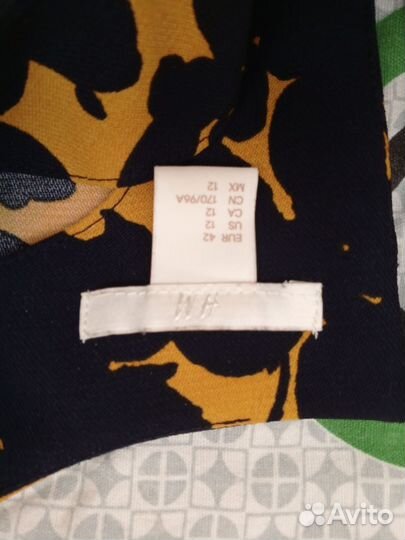 H&M
EUR 42
US 12
CA 12
CN 170/96A
MX 12
Avito